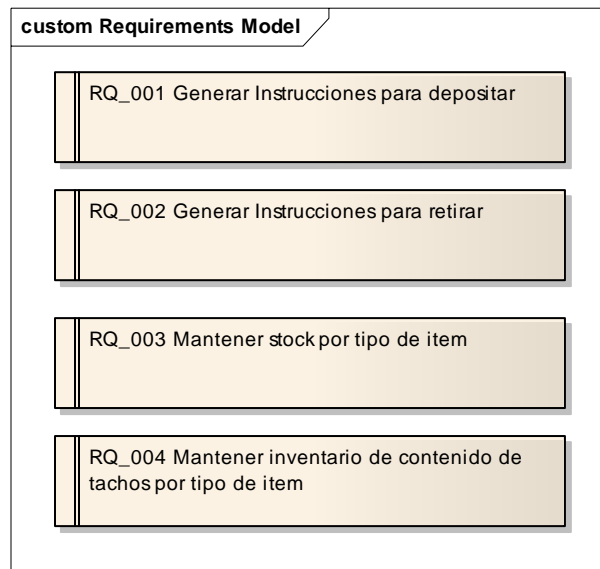 custom Requirements Model
RQ_001 Generar Instrucciones para depositar
RQ_002 Generar Instrucciones para retirar
RQ_003 Mantener stock por tipo de item
RQ_004 Mantener inventario de contenido de
tachos por tipo de item